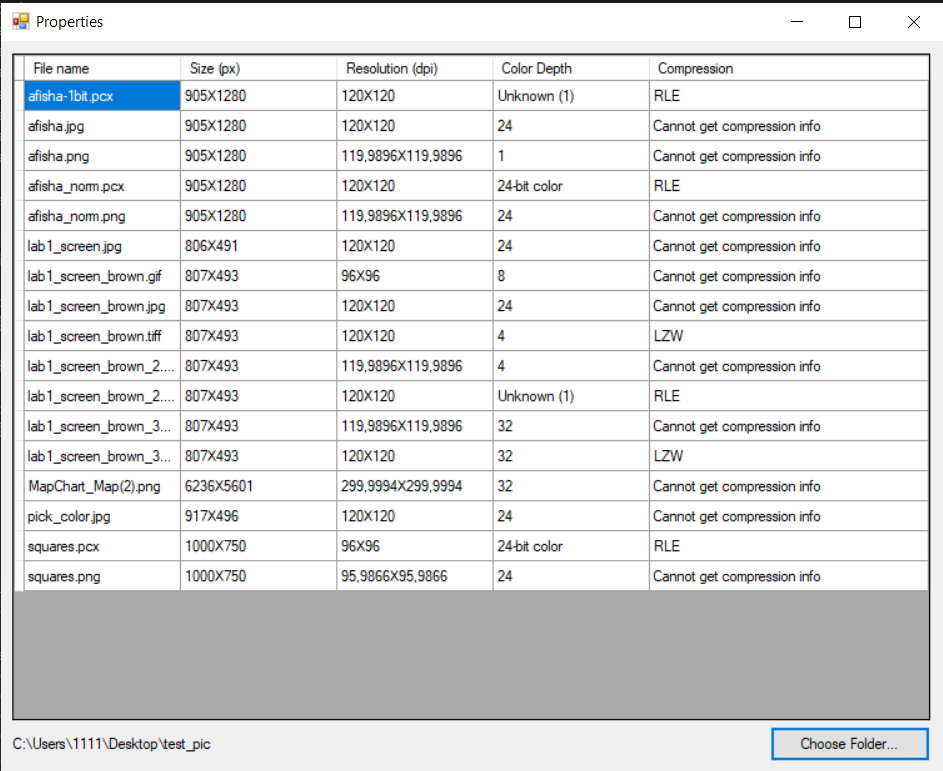 Properties
File name Size (px) Resolution (dpi) Color Depth Compression
afisha-1bit.pcx 905X1280 120X120 Unknown (1) RLE
afisha.jpg 905X1280 120X120 24 Cannot get compression info
afisha.png 905X1280 119,9896X119,9896 1 Cannot get compression info
afisha_norm.pcx 905X1280 120X120 24-bit color RLE
afisha_norm.png 905X1280 119,9896X119,9896 24 Cannot get compression info
lab1_screen.jpg 806X491 120X120 24 Cannot get compression info
lab1_screen_brown.gif 807X493 96X96 8 Cannot get compression info
lab1_screen_brown.jpg 807X493 120X120 24 Cannot get compression info
lab1_screen_brown.tiff 807X493 120X120 4 LZW
lab1_screen_brown_2.... 807X493 119,9896X119,9896 4 Cannot get compression info
lab1_screen_brown_2.... 807X493 120X120 Unknown (1) RLE
lab1_screen_brown_3... 807X493 119,9896X119,9896 32 Cannot get compression info
lab1_screen_brown_3... 807X493 120X120 32 LZW
MapChart_Map(2).png 6236X5601 299,9994X299,9994 32 Cannot get compression info
pick_color.jpg 917X496 120X120 24 Cannot get compression info
squares.pcx 1000X750 96X96 24-bit color RLE
squares.png 1000X750 95,9866X95,9866 24 Cannot get compression info
C:\Users\1111\Desktop\test_pic Choose Folder...